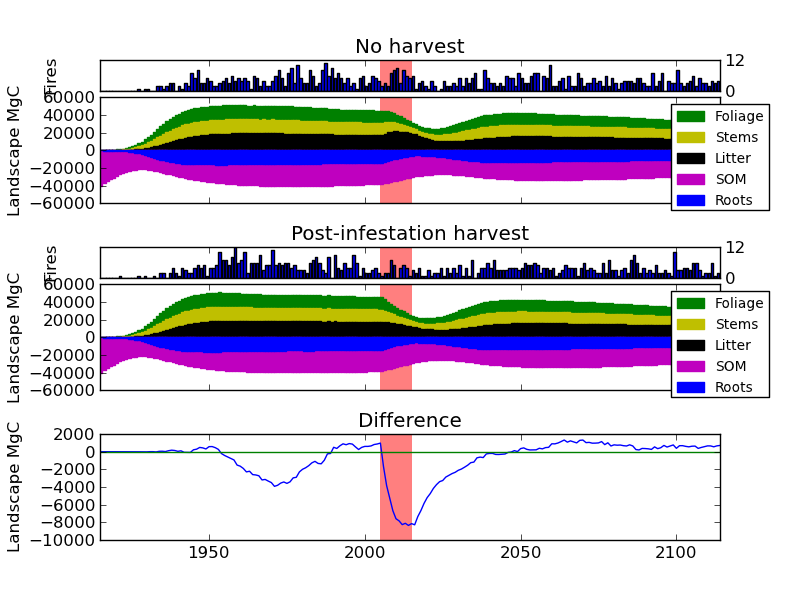 No harvest
Fires
12
0
Landscape MgC
60000
40000
20000
0
−20000
−40000
−60000
Foliage
Stems
Litter
SOM
Roots
Post-infestation harvest
Fires
12
0
Landscape MgC
60000
40000
20000
0
−20000
−40000
−60000
Foliage
Stems
Litter
SOM
Roots
Difference
Landscape MgC
2000
0
−2000
−4000
−6000
−8000
−10000
1950 2000 2050 2100